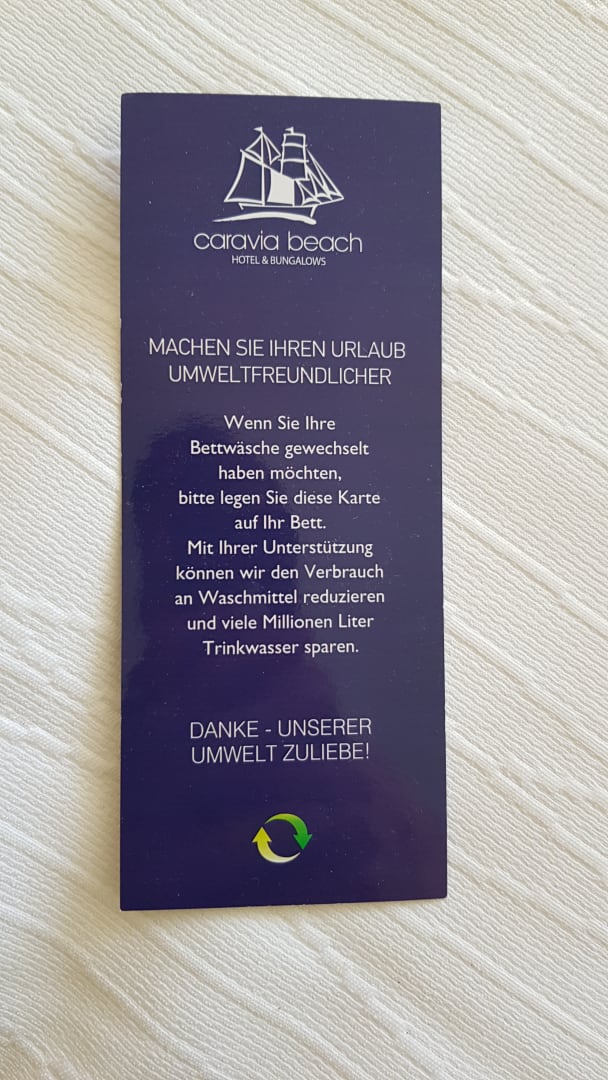 caravia beach
HOTEL & BUNGALOWS
MACHEN SIE IHREN URLAUB
UMWELTFREUNDLICHER
Wenn Sie Ihre
Bettwäsche gewechselt
haben möchten,
bitte legen Sie diese Karte
auf Ihr Bett.
Mit Ihrer Unterstützung
können wir den Verbrauch
an Waschmittel reduzieren
und viele Millionen Liter
Trinkwasser sparen.
DANKE - UNSERER
UMWELT ZULIEBE!